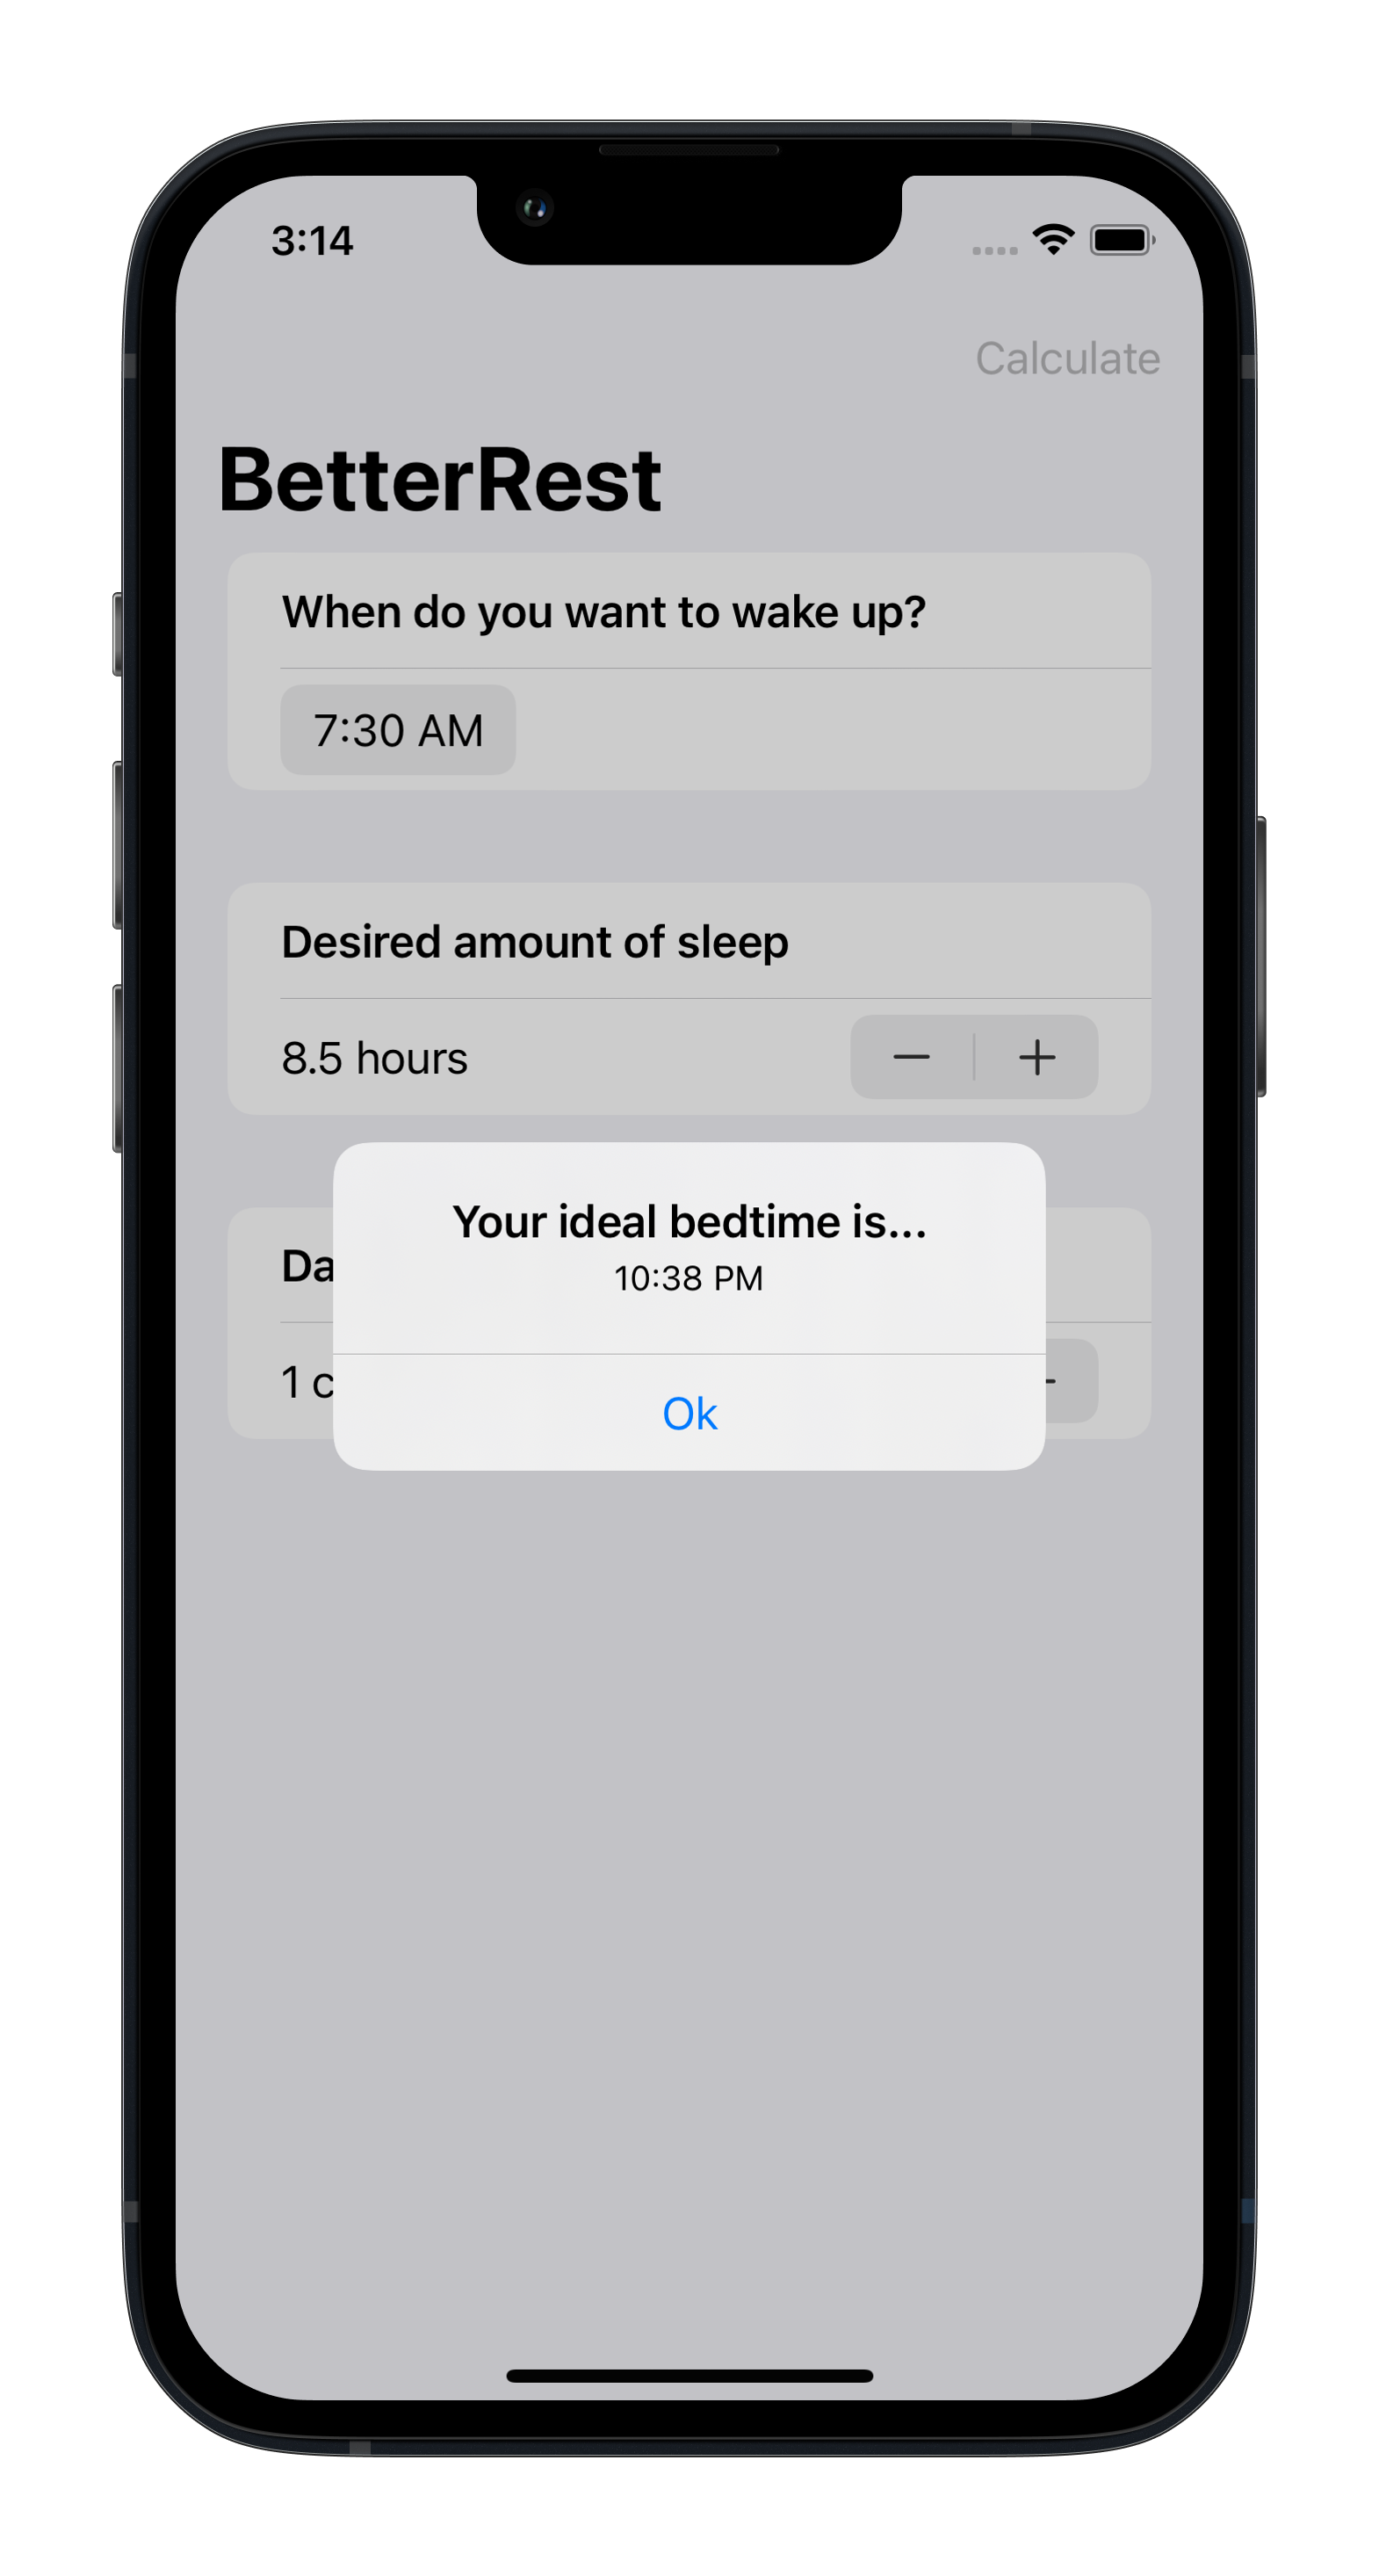 3:14
Calculate
BetterRest
When do you want to wake up?
7:30 AM
Desired amount of sleep
8.5 hours
Your ideal bedtime is...
10:38 PM
Da
1 c
Ok